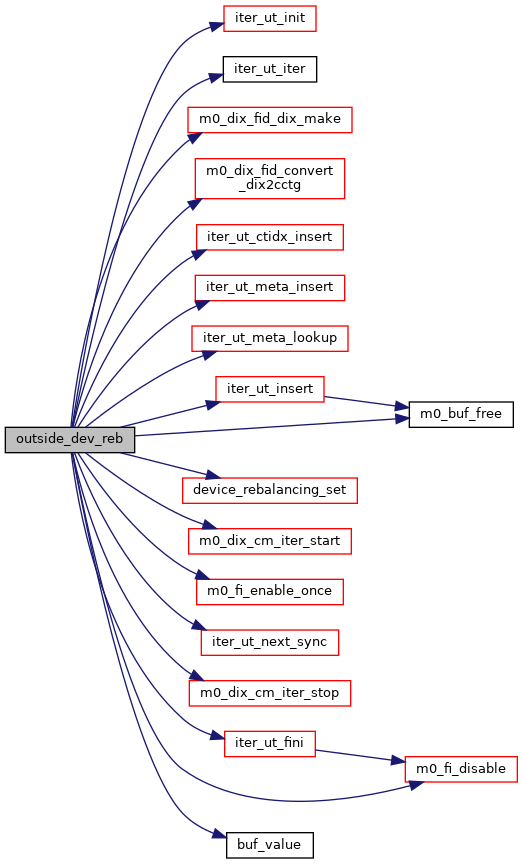 iter_ut_init
iter_ut_iter
m0_dix_fid_dix_make
m0_dix_fid_convert
_dix2cctg
iter_ut_ctidx_insert
iter_ut_meta_insert
iter_ut_meta_lookup
iter_ut_insert
m0_buf_free
outside_dev_reb
device_rebalancing_set
m0_dix_cm_iter_start
m0_fi_enable_once
iter_ut_next_sync
m0_dix_cm_iter_stop
iter_ut_fini
m0_fi_disable
buf_value